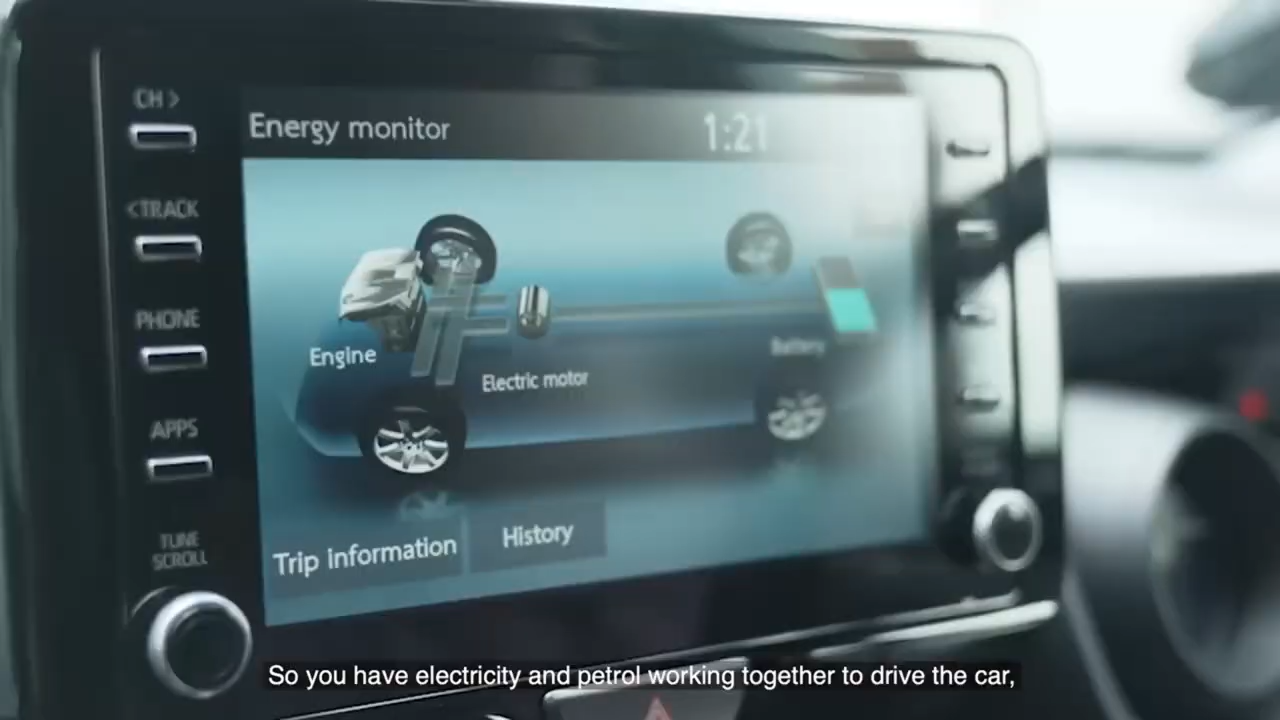 CH >
Energy monitor
1:21
<TRACK
PHONE
Engine
Battery
Electric motor
APPS
TUNE
SCROLL
Trip information
History
So you have electricity and petrol working together to drive the car,